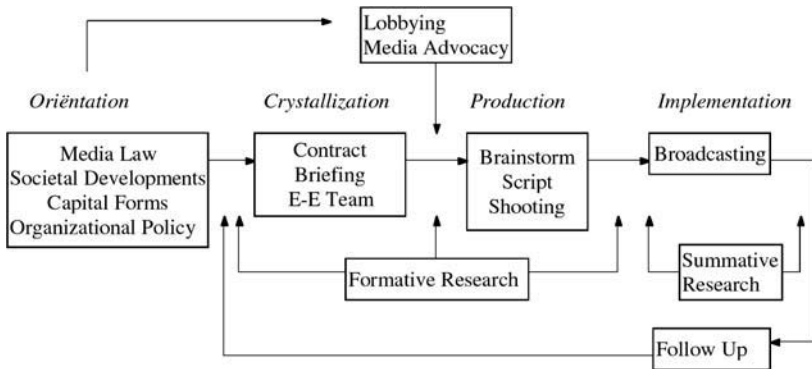 Lobbying
Media Advocacy
Oriëntation
Crystallization
Production
Implementation
Media Law
Societal Developments
Capital Forms
Organizational Policy
Contract
Briefing
E-E Team
Brainstorm
Script
Shooting
Broadcasting
Formative Research
Summative
Research
Follow Up